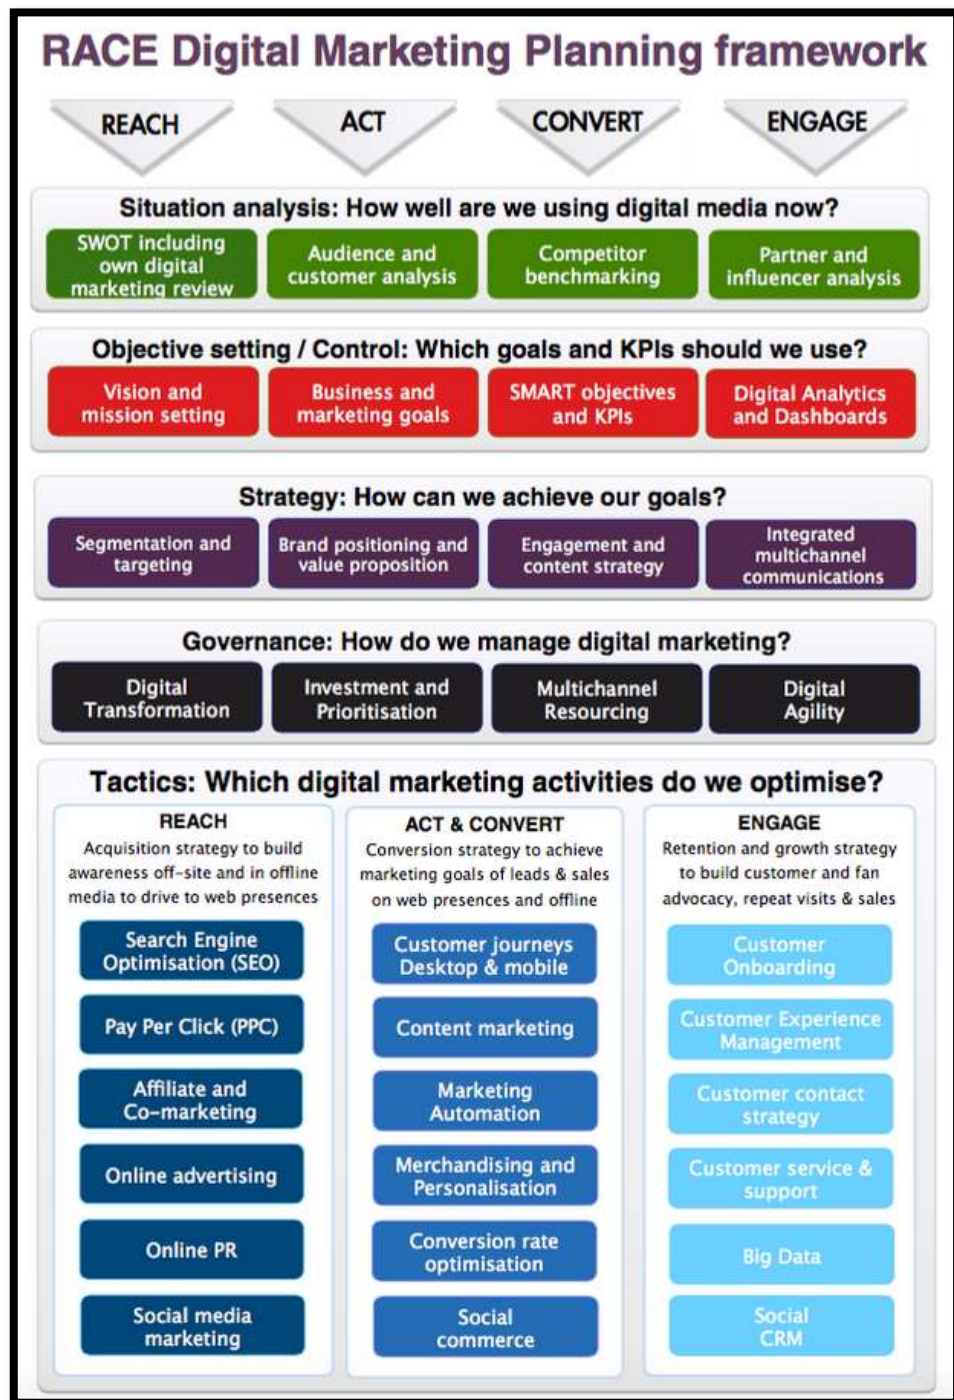 RACE Digital Marketing Planning framework
REACH
ACT
CONVERT
ENGAGE
Situation analysis: How well are we using digital media now?
SWOT including
own digital
marketing review
Audience and
customer analysis
Competitor
benchmarking
Partner and
influencer analysis
Objective setting / Control: Which goals and KPIs should we use?
Vision and
mission setting
Business and
marketing goals
SMART objectives
and KPIs
Digital Analytics
and Dashboards
Strategy: How can we achieve our goals?
Segmentation and
targeting
Brand positioning and
value proposition
Engagement and
content strategy
Integrated
multichannel
communications
Governance: How do we manage digital marketing?
Digital
Transformation
Investment and
Prioritisation
Multichannel
Resourcing
Digital
Agility
Tactics: Which digital marketing activities do we optimise?
REACH
Acquisition strategy to build
awareness off-site and in offline
media to drive to web presences
Search Engine
Optimisation (SEO)
Pay Per Click (PPC)
Affiliate and
Co-marketing
Online advertising
Online PR
Social media
marketing
ACT & CONVERT
Conversion strategy to achieve
marketing goals of leads & sales
on web presences and offline
Customer journeys
Desktop & mobile
Content marketing
Marketing
Automation
Merchandising and
Personalisation
Conversion rate
optimisation
Social
commerce
ENGAGE
Retention and growth strategy
to build customer and fan
advocacy, repeat visits & sales
Customer
Onboarding
Customer Experience
Management
Customer contact
strategy
Customer service &
support
Big Data
Social
CRM